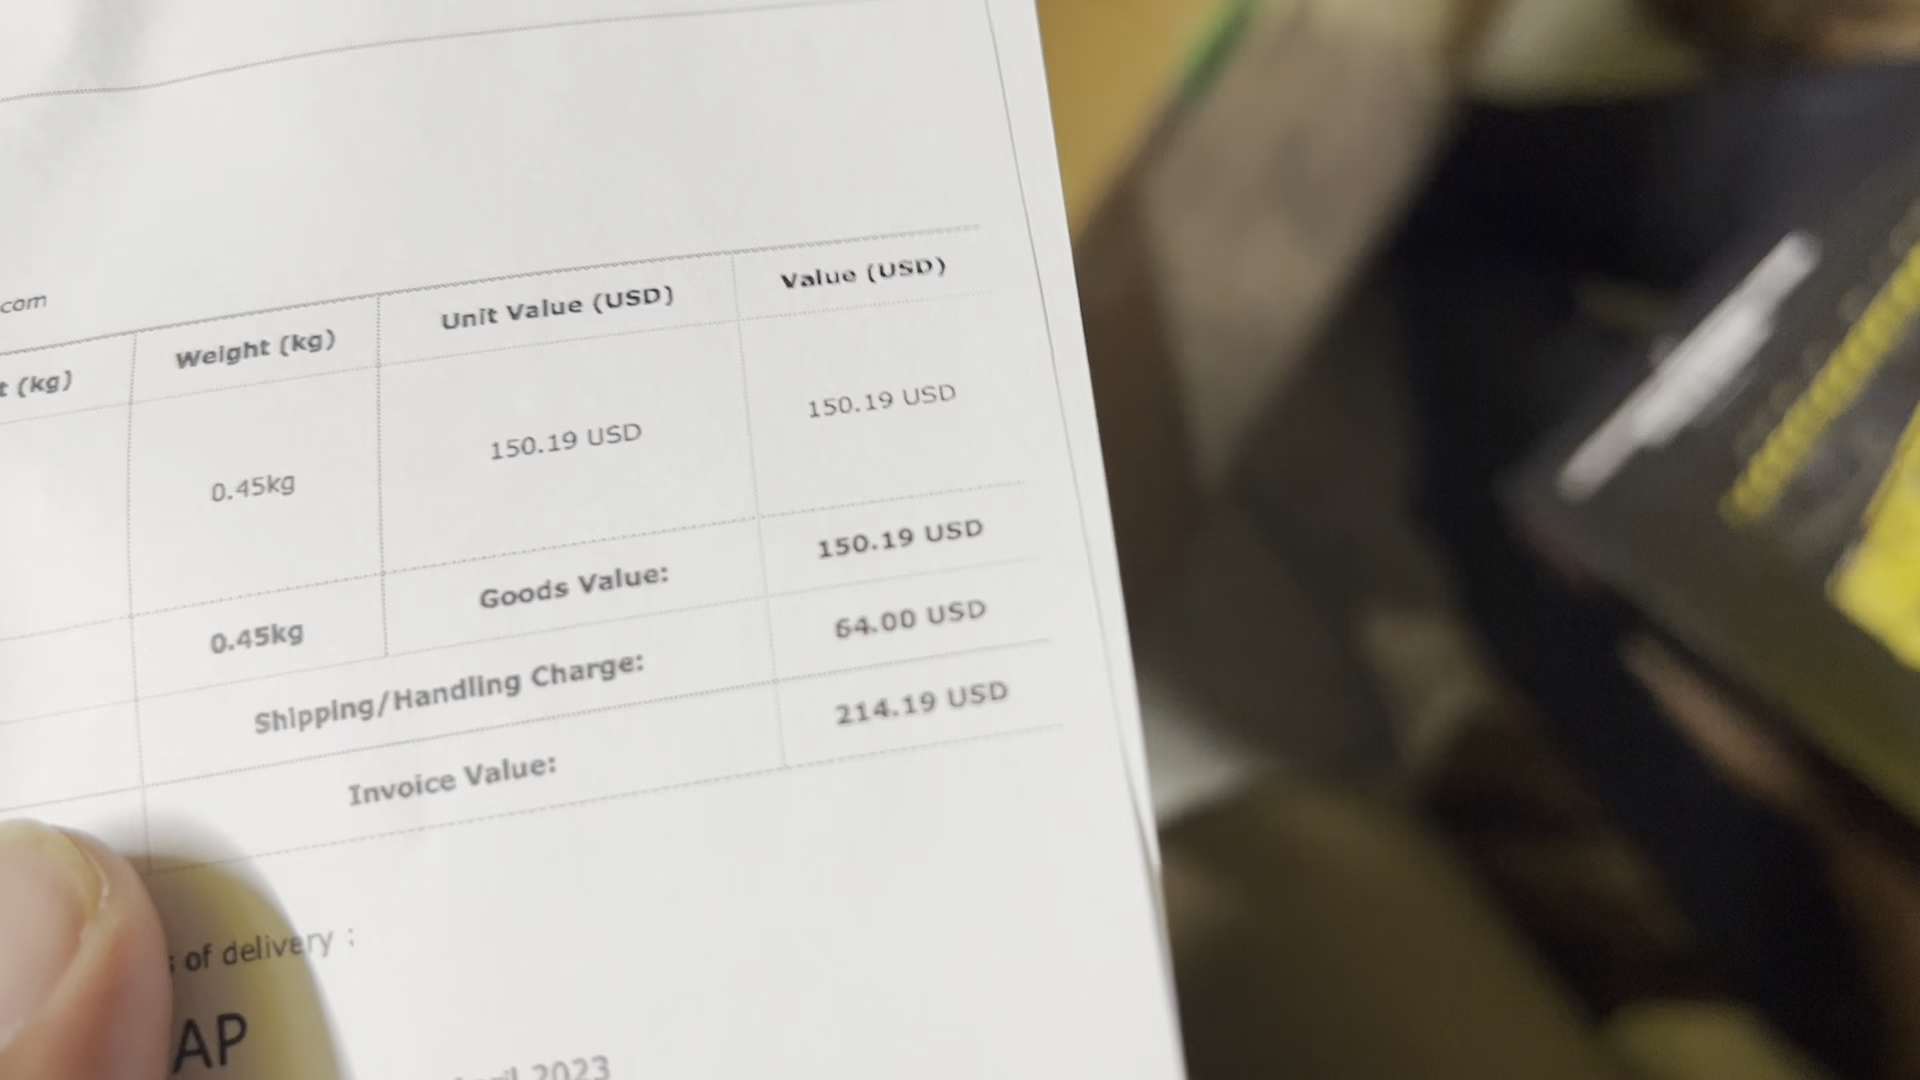 com
t (kg) Weight (kg) Unit Value (USD) Value (USD)
0.45kg 150.19 USD 150.19 USD
0.45kg Goods Value: 150.19 USD
Shipping/Handling Charge: 64.00 USD
Invoice Value: 214.19 USD
of delivery :
AP
2023